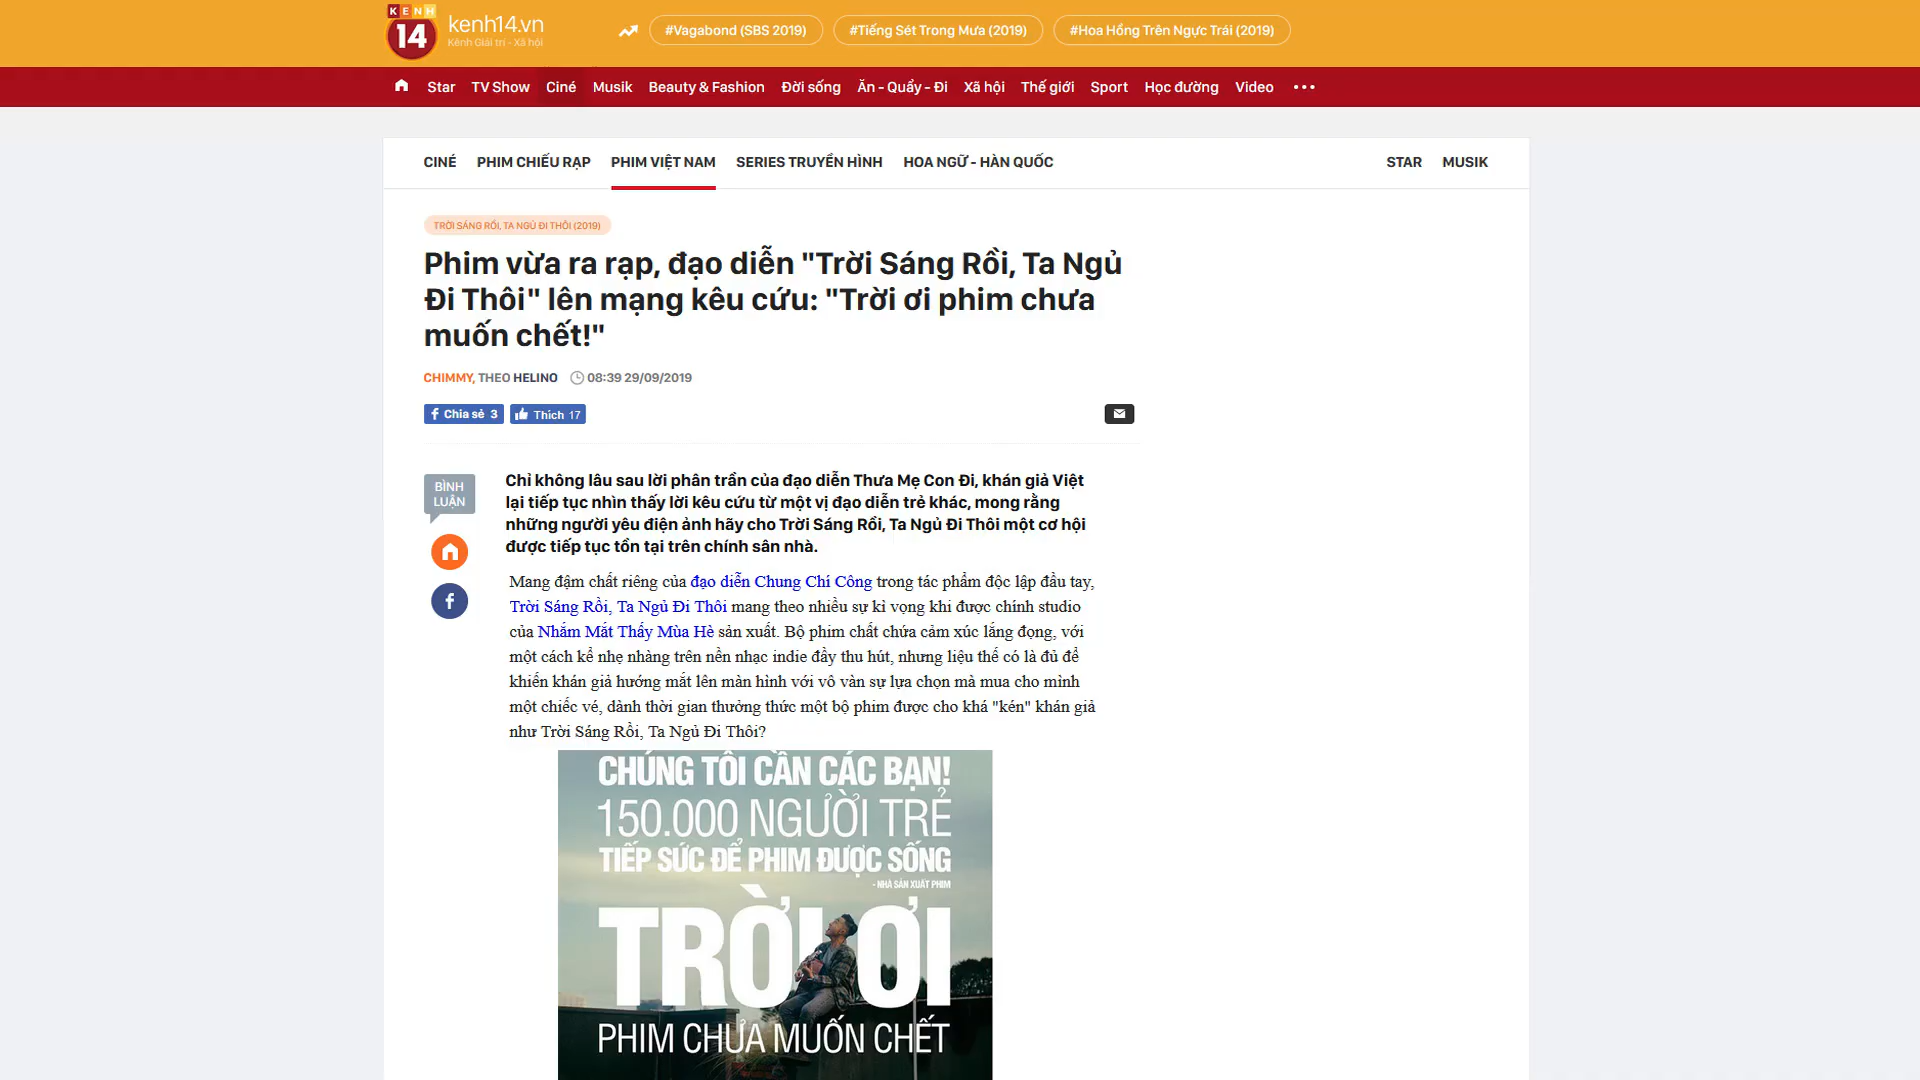 KENH
14
kenh14.vn
Kênh Giải trí - Xã hội
#Vagabond (SBS 2019)
#Tiếng Sét Trong Mưa (2019)
#Hoa Hồng Trên Ngực Trái (2019)
Star TV Show Ciné Musik Beauty & Fashion Đời sống Ăn - Quẩy - Đi Xã hội Thế giới Sport Học đường Video
CINÉ PHIM CHIẾU RẠP PHIM VIỆT NAM SERIES TRUYỀN HÌNH HOA NGỮ - HÀN QUỐC STAR MUSIK
TRỜI SÁNG RỒI, TA NGỦ ĐI THÔI (2019)
Phim vừa ra rạp, đạo diễn "Trời Sáng Rồi, Ta Ngủ
Đi Thôi" lên mạng kêu cứu: "Trời ơi phim chưa
muốn chết!"
CHIMMY, THEO HELINO 08:39 29/09/2019
Chia sẻ 3 Thích 17
BÌNH
LUẬN
Chỉ không lâu sau lời phân trần của đạo diễn Thưa Mẹ Con Đi, khán giả Việt
lại tiếp tục nhìn thấy lời kêu cứu từ một vị đạo diễn trẻ khác, mong rằng
những người yêu điện ảnh hãy cho Trời Sáng Rồi, Ta Ngủ Đi Thôi một cơ hội
được tiếp tục tồn tại trên chính sân nhà.
Mang đậm chất riêng của đạo diễn Chung Chí Công trong tác phẩm độc lập đầu tay,
Trời Sáng Rồi, Ta Ngủ Đi Thôi mang theo nhiều sự kì vọng khi được chính studio
của Nhắm Mắt Thấy Mùa Hè sản xuất. Bộ phim chất chứa cảm xúc lắng đọng, với
một cách kể nhẹ nhàng trên nền nhạc indie đầy thu hút, nhưng liệu thế có là đủ để
khiến khán giả hướng mắt lên màn hình với vô vàn sự lựa chọn mà mua cho mình
một chiếc vé, dành thời gian thưởng thức một bộ phim được cho khá "kén" khán giả
như Trời Sáng Rồi, Ta Ngủ Đi Thôi?
CHÚNG TÔI CẦN CÁC BẠN!
150.000 NGƯỜI TRẺ
TIẾP SỨC ĐỂ PHIM ĐƯỢC SỐNG
- NHÀ SẢN XUẤT PHIM
TRỜI ƠI
PHIM CHƯA MUỐN CHẾT